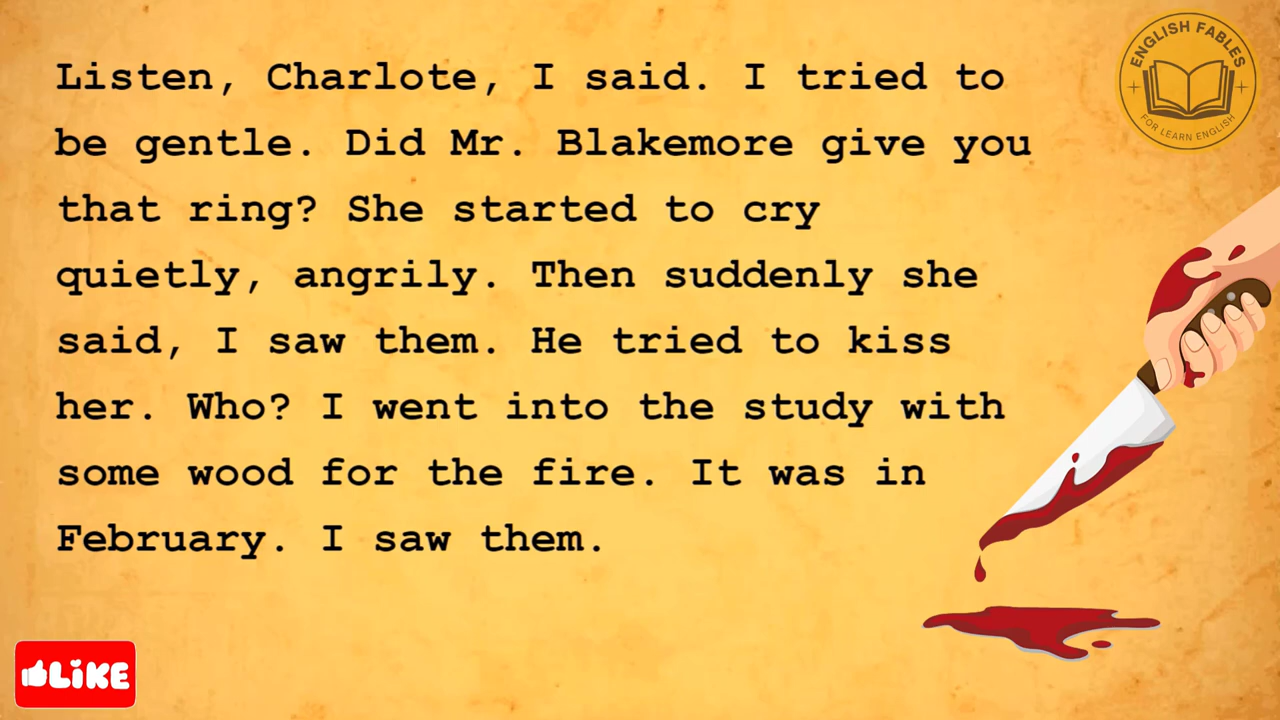 Listen, Charlote, I said. I tried to
be gentle. Did Mr. Blakemore give you
that ring? She started to cry
quietly, angrily. Then suddenly she
said, I saw them. He tried to kiss
her. Who? I went into the study with
some wood for the fire. It was in
February. I saw them.
ENGLISH FABLES
FOR LEARN ENGLISH
LIKE